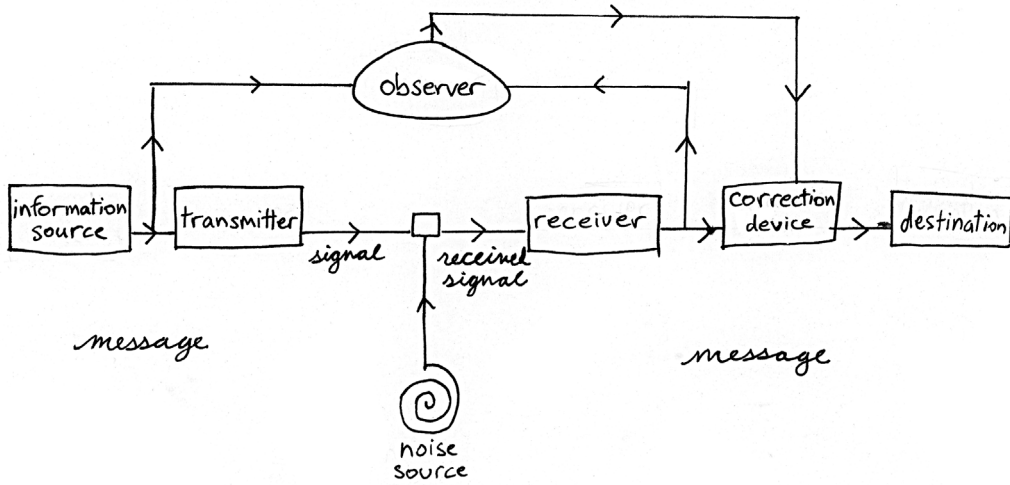 observer
information
source
transmitter
signal
received
signal
receiver
correction
device
destination
message
message
noise
source